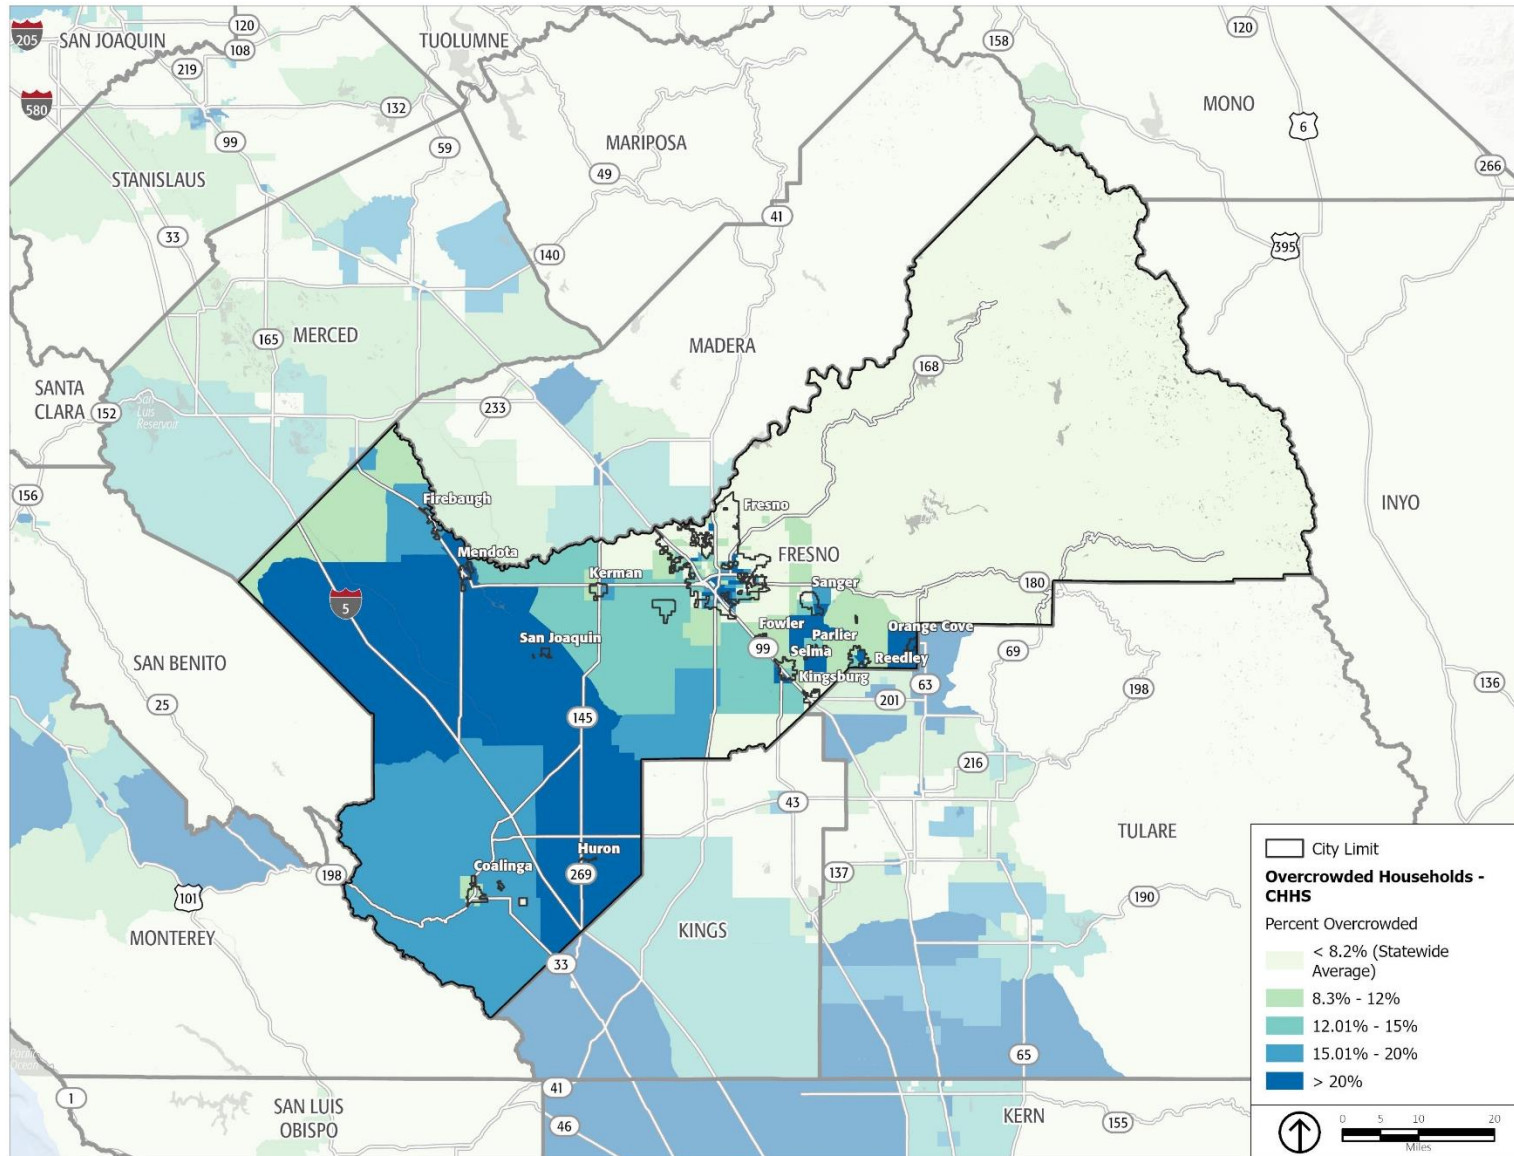 205
SAN JOAQUIN
120
108
TUOLUMNE
158
120
219
580
132
MONO
6
99
59
MARIPOSA
266
STANISLAUS
49
41
33
140
395
165
MERCED
MADERA
168
SANTA
CLARA
152
San
Luis
Reservoir
233
156
Firebaugh
Fresno
INYO
Mendota
FRESNO
Kerman
Sanger
180
5
Fowler
Orange Cove
San Joaquin
Parlier
99
Selma
Reedley
69
SAN BENITO
Kingsburg
63
198
136
25
201
145
216
43
TULARE
Huron
Coalinga
198
269
137
101
190
MONTEREY
KINGS
33
65
Pacific
Ocean
41
1
SAN LUIS
OBISPO
46
KERN
155
City Limit
Overcrowded Households -
CHHS
Percent Overcrowded
< 8.2% (Statewide
Average)
8.3% - 12%
12.01% - 15%
15.01% - 20%
> 20%
0 5 10 20
Miles